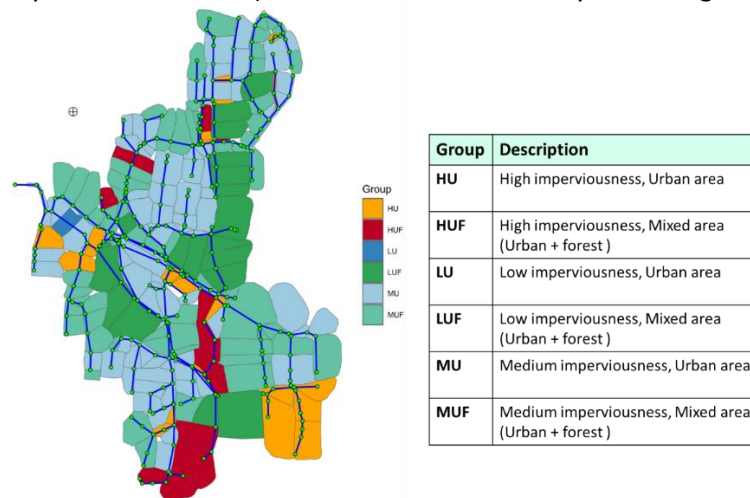 Group
HU
HUF
LU
LUF
MU
MUF
Group Description
HU High imperviousness, Urban area
HUF High imperviousness, Mixed area
(Urban + forest )
LU Low imperviousness, Urban area
LUF Low imperviousness, Mixed area
(Urban + forest )
MU Medium imperviousness, Urban area
MUF Medium imperviousness, Mixed area
(Urban + forest )